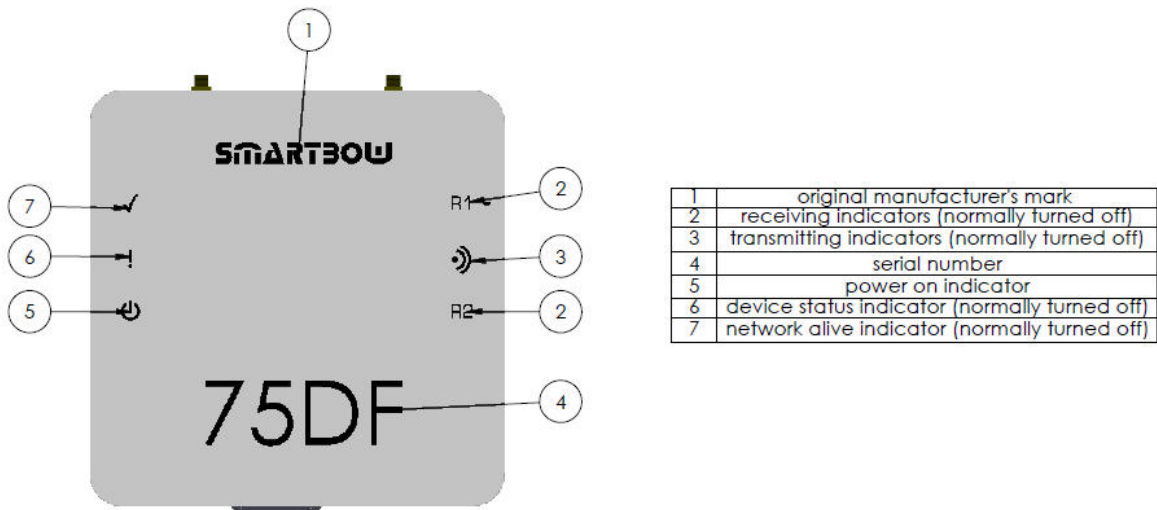 1
SMARTBOW
7
R1
2
6
!
3
5
R2
2
75DF
4
1 original manufacturer's mark
2 receiving indicators (normally turned off)
3 transmitting indicators (normally turned off)
4 serial number
5 power on indicator
6 device status indicator (normally turned off)
7 network alive indicator (normally turned off)